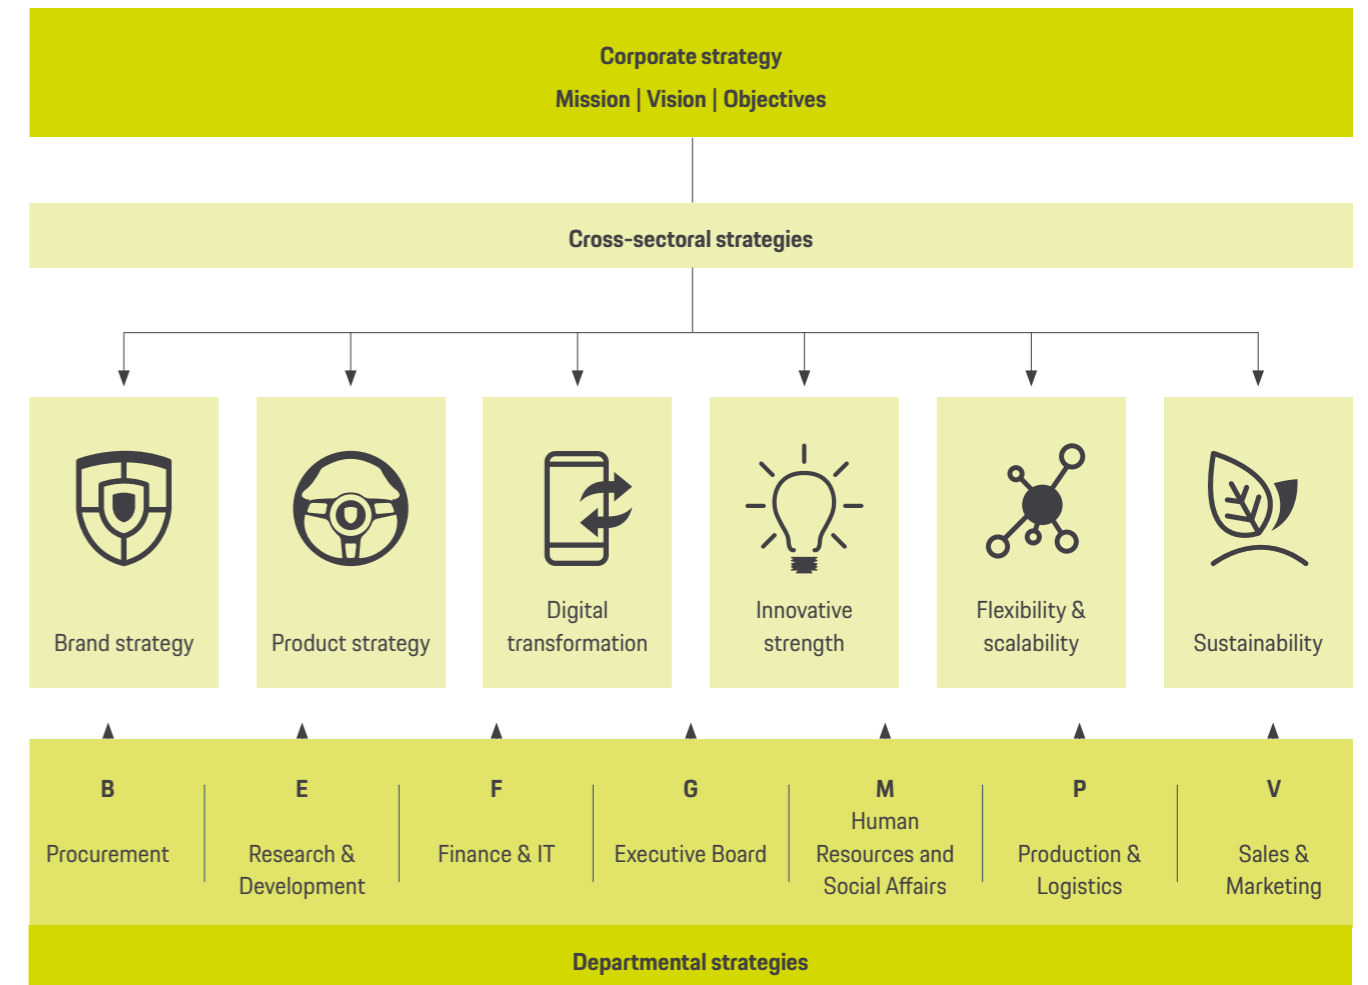 Corporate strategy
Mission | Vision | Objectives
Cross-sectoral strategies
Brand strategy
Product strategy
Digital
transformation
Innovative
strength
Flexibility &
scalability
Sustainability
B
Procurement
E
Research &
Development
F
Finance & IT
G
Executive Board
M
Human
Resources and
Social Affairs
P
Production &
Logistics
V
Sales &
Marketing
Departmental strategies